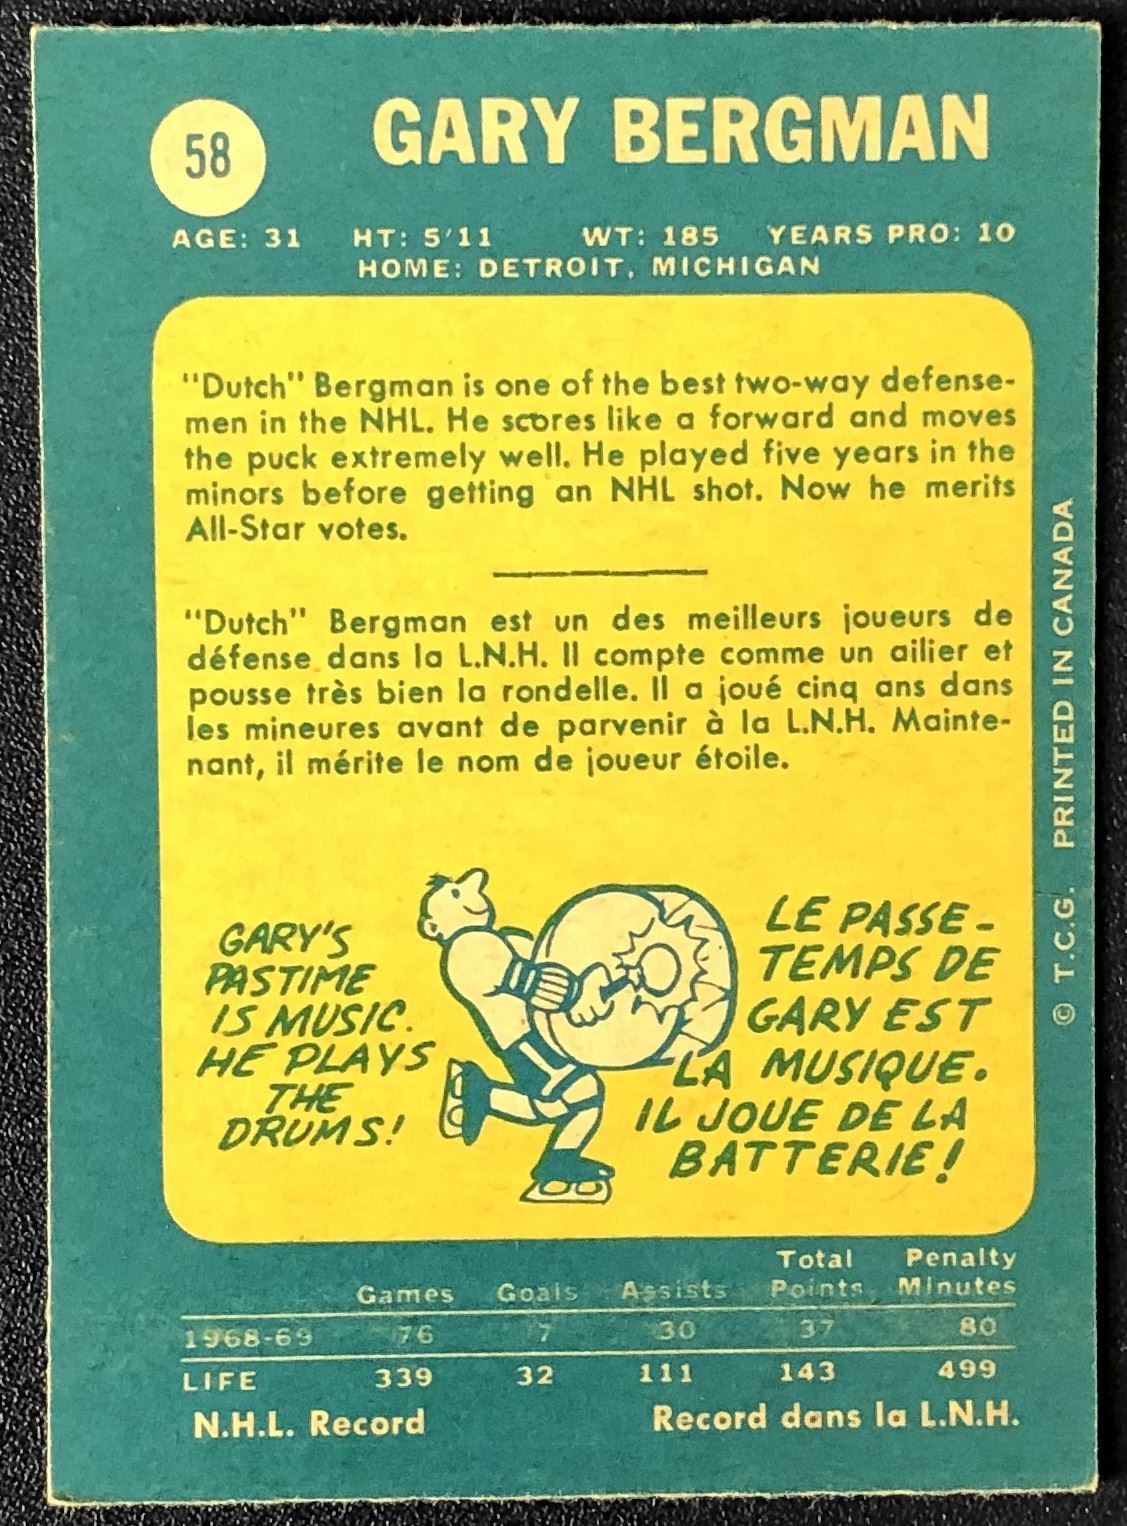 58
GARY BERGMAN
AGE: 31 HT: 5'11 WT: 185 YEARS PRO: 10
HOME: DETROIT, MICHIGAN
"Dutch" Bergman is one of the best two-way defense-
men in the NHL. He scores like a forward and moves
the puck extremely well. He played five years in the
minors before getting an NHL shot. Now he merits
All-Star votes.
"Dutch" Bergman est un des meilleurs joueurs de
défense dans la L.N.H. Il compte comme un ailier et
pousse très bien la rondelle. Il a joué cinq ans dans
les mineures avant de parvenir à la L.N.H. Mainte-
nant, il mérite le nom de joueur étoile.
GARY'S
PASTIME
IS MUSIC.
HE PLAYS
THE
DRUMS!
LE PASSE-
TEMPS DE
GARY EST
LA MUSIQUE.
IL JOUE DE LA
BATTERIE!
© T.C.G. PRINTED IN CANADA
Total Penalty
Games Goals Assists Points Minutes
1968-69 76 7 30 37 80
LIFE 339 32 111 143 499
N.H.L. Record Record dans la L.N.H.